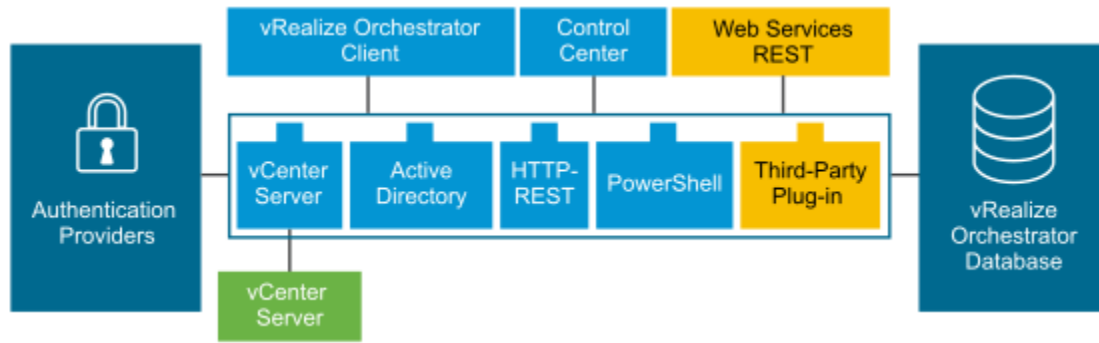 vRealize Orchestrator
Client
Control
Center
Web Services
REST
Authentication
Providers
vCenter
Server
Active
Directory
HTTP-
REST
PowerShell
Third-Party
Plug-in
vRealize
Orchestrator
Database
vCenter
Server